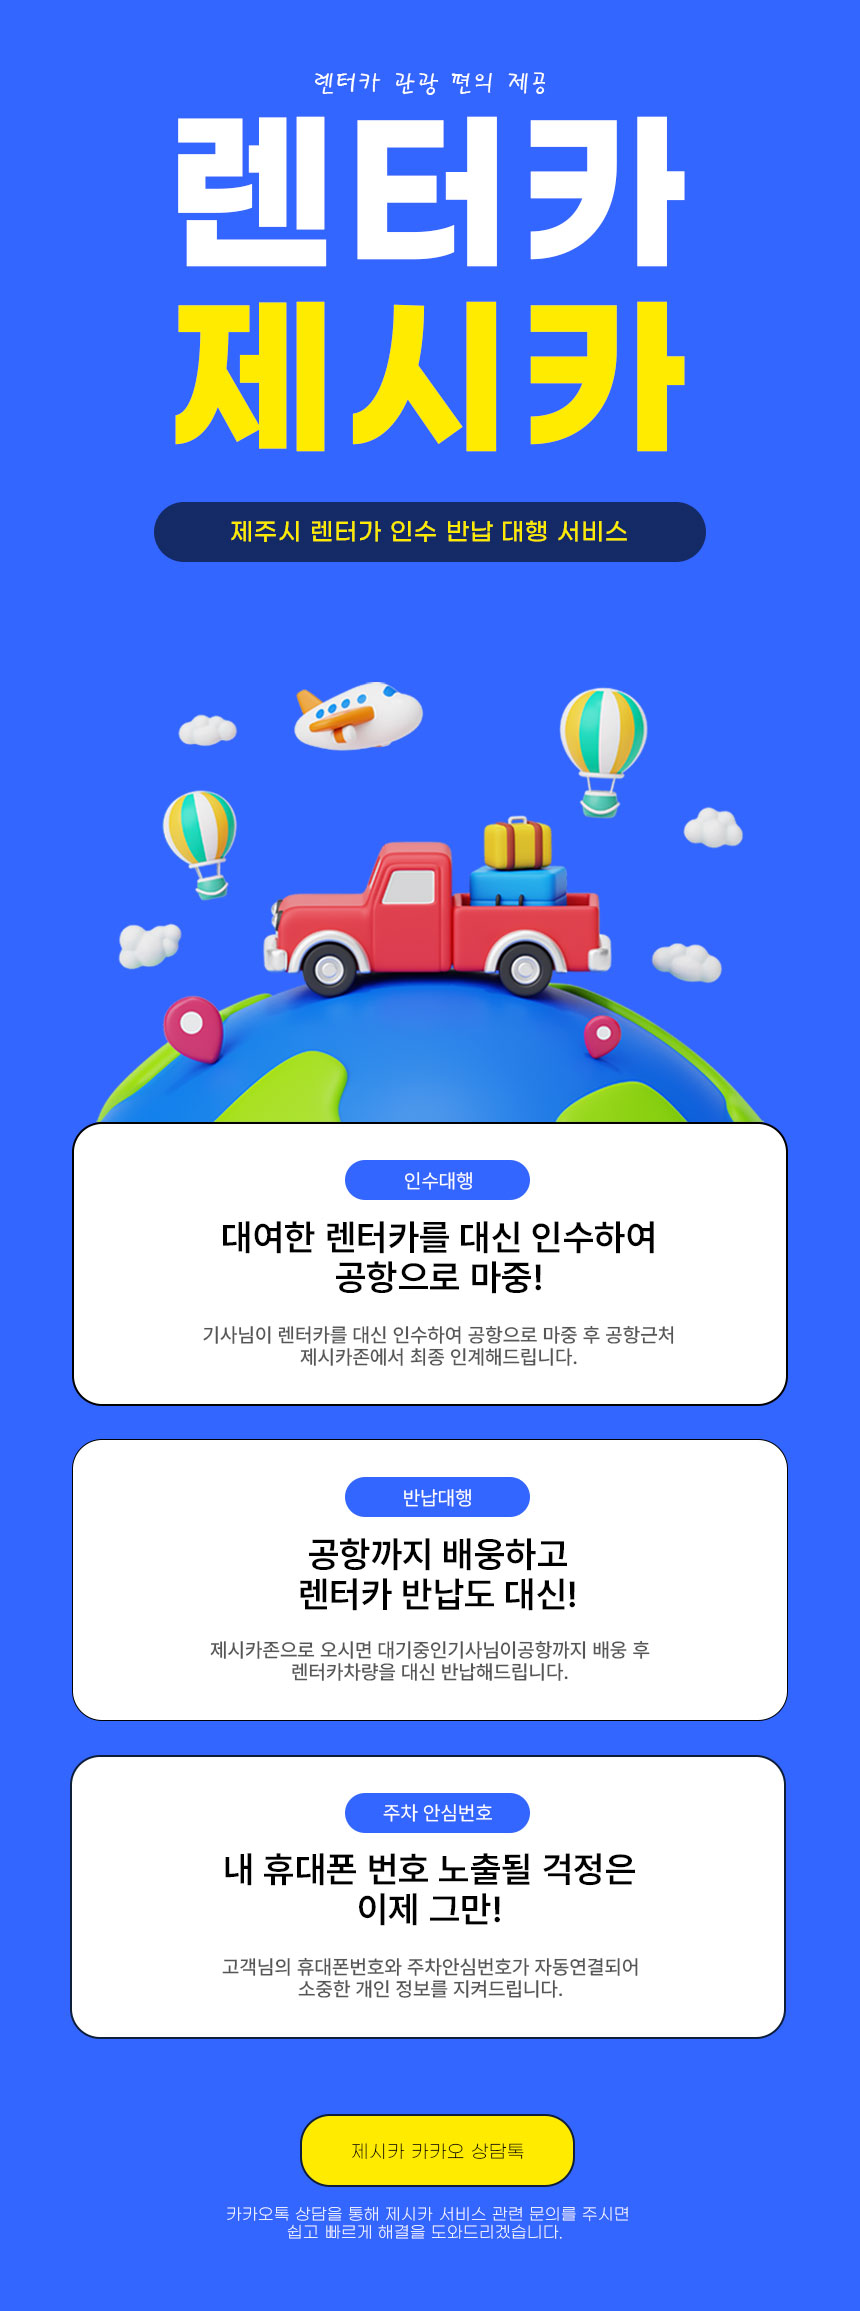 렌터카 관광 편의 제공
렌터카
제시카
제주시 렌터가 인수 반납 대행 서비스
인수대행
대여한 렌터카를 대신 인수하여
공항으로 마중!
기사님이 렌터카를 대신 인수하여 공항으로 마중 후 공항근처
제시카존에서 최종 인계해드립니다.
반납대행
공항까지 배웅하고
렌터카 반납도 대신!
제시카존으로 오시면 대기중인기사님이공항까지 배웅 후
렌터카차량을 대신 반납해드립니다.
주차 안심번호
내 휴대폰 번호 노출될 걱정은
이제 그만!
고객님의 휴대폰번호와 주차안심번호가 자동연결되어
소중한 개인 정보를 지켜드립니다.
제시카 카카오 상담톡
카카오톡 상담을 통해 제시카 서비스 관련 문의를 주시면
쉽고 빠르게 해결을 도와드리겠습니다.